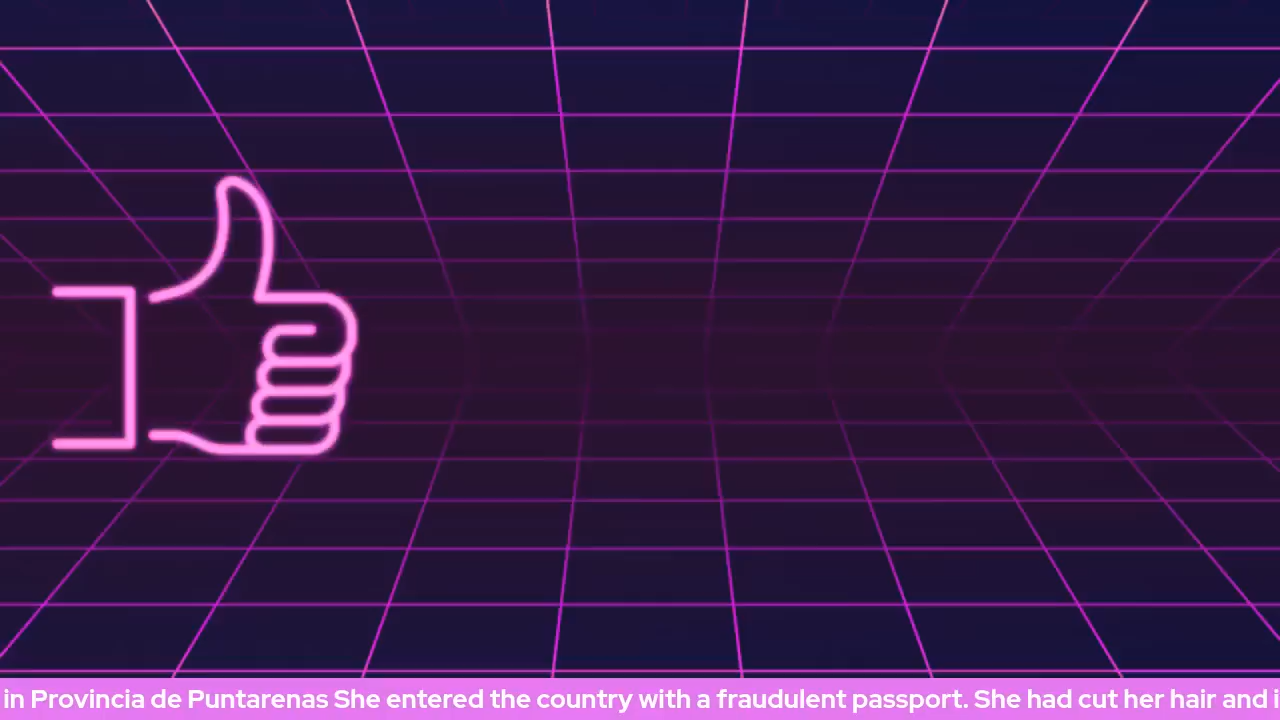 in Provincia de Puntarenas She entered the country with a fraudulent passport. She had cut her hair and